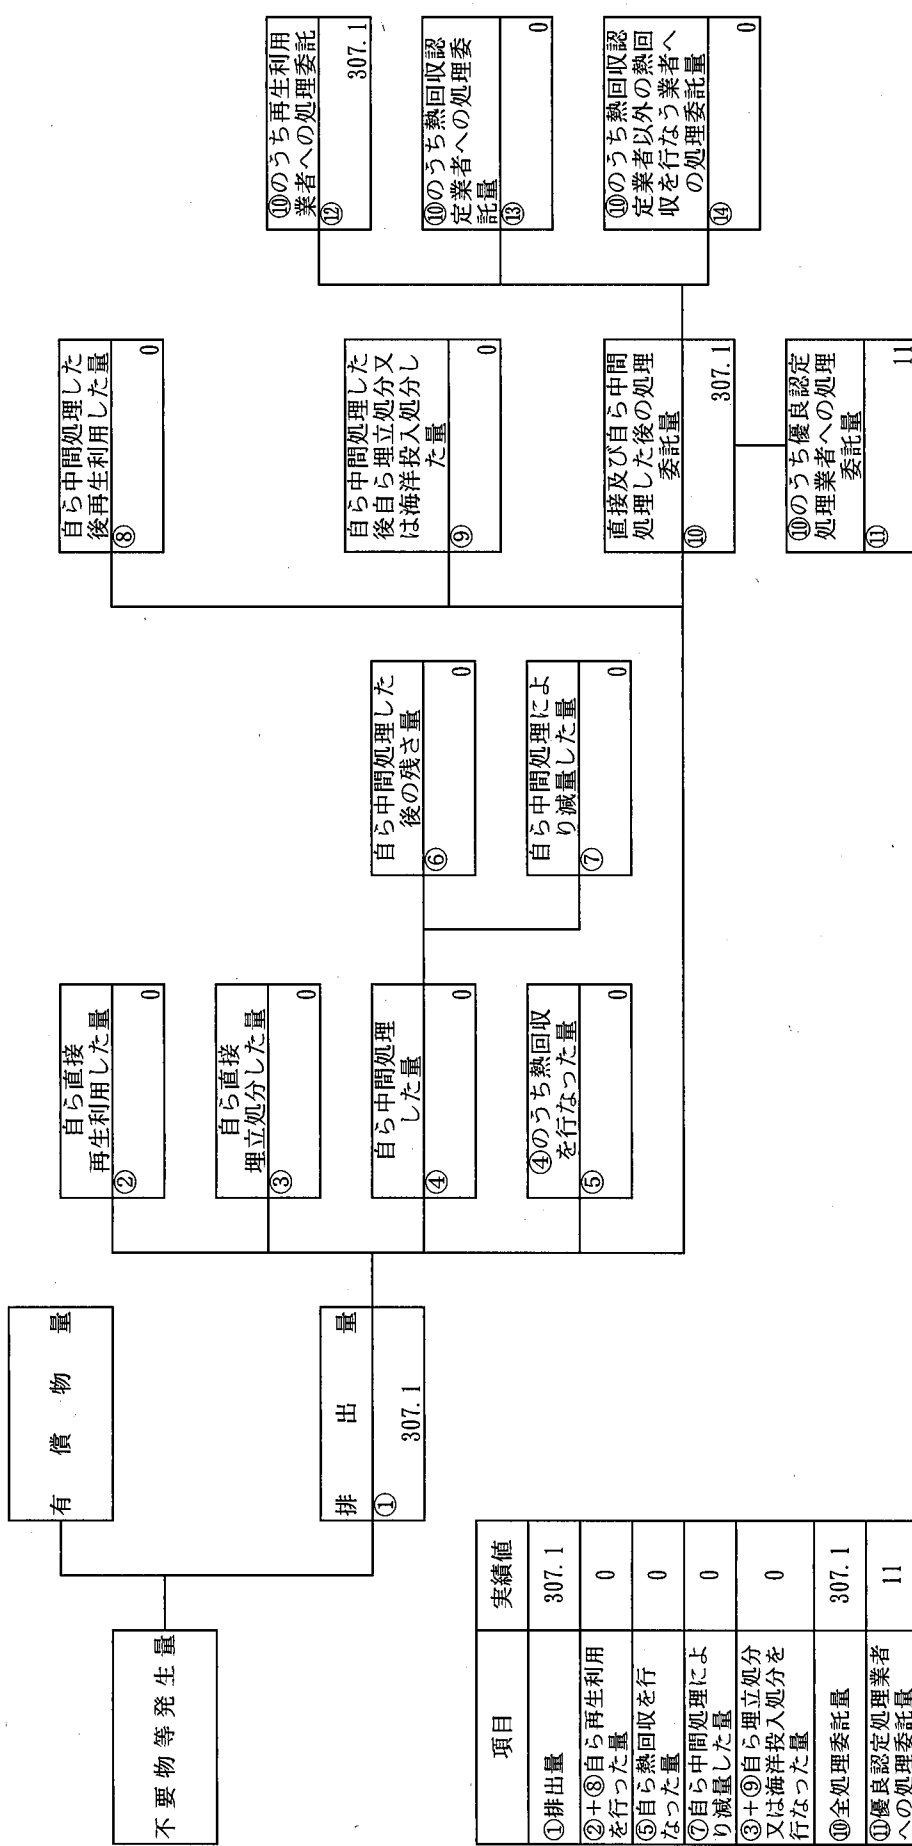 不要物等発生量
有償物量
排出量
①
307.1
自ら直接
再生利用した量
②
0
自ら直接
埋立処分した量
③
0
自ら中間処理
した量
④
0
④のうち熱回収
を行なった量
⑤
0
自ら中間処理した
後の残さ量
⑥
0
自ら中間処理によ
り減量した量
⑦
0
自ら中間処理した
後再生利用した量
⑧
0
自ら中間処理した
後自ら埋立処分又
は海洋投入処分し
た量
⑨
0
直接及び自ら中間
処理した後の処理
委託量
⑩
307.1
⑩のうち優良認定
処理業者への処理
委託量
⑪
11
⑩のうち再生利用
業者への処理委託
⑫
307.1
⑩のうち熱回収認
定業者への処理委
託量
⑬
0
⑩のうち熱回収認
定業者以外の熱回
収を行なう業者へ
の処理委託量
⑭
0
項目 実績値
①排出量 307.1
②+⑧自ら再生利用
を行った量 0
⑤自ら熱回収を行
なった量 0
⑦自ら中間処理によ
り減量した量 0
③+⑨自ら埋立処分
又は海洋投入処分を
行なった量 0
⑩全処理委託量 307.1
⑪優良認定処理業者
への処理委託量 11